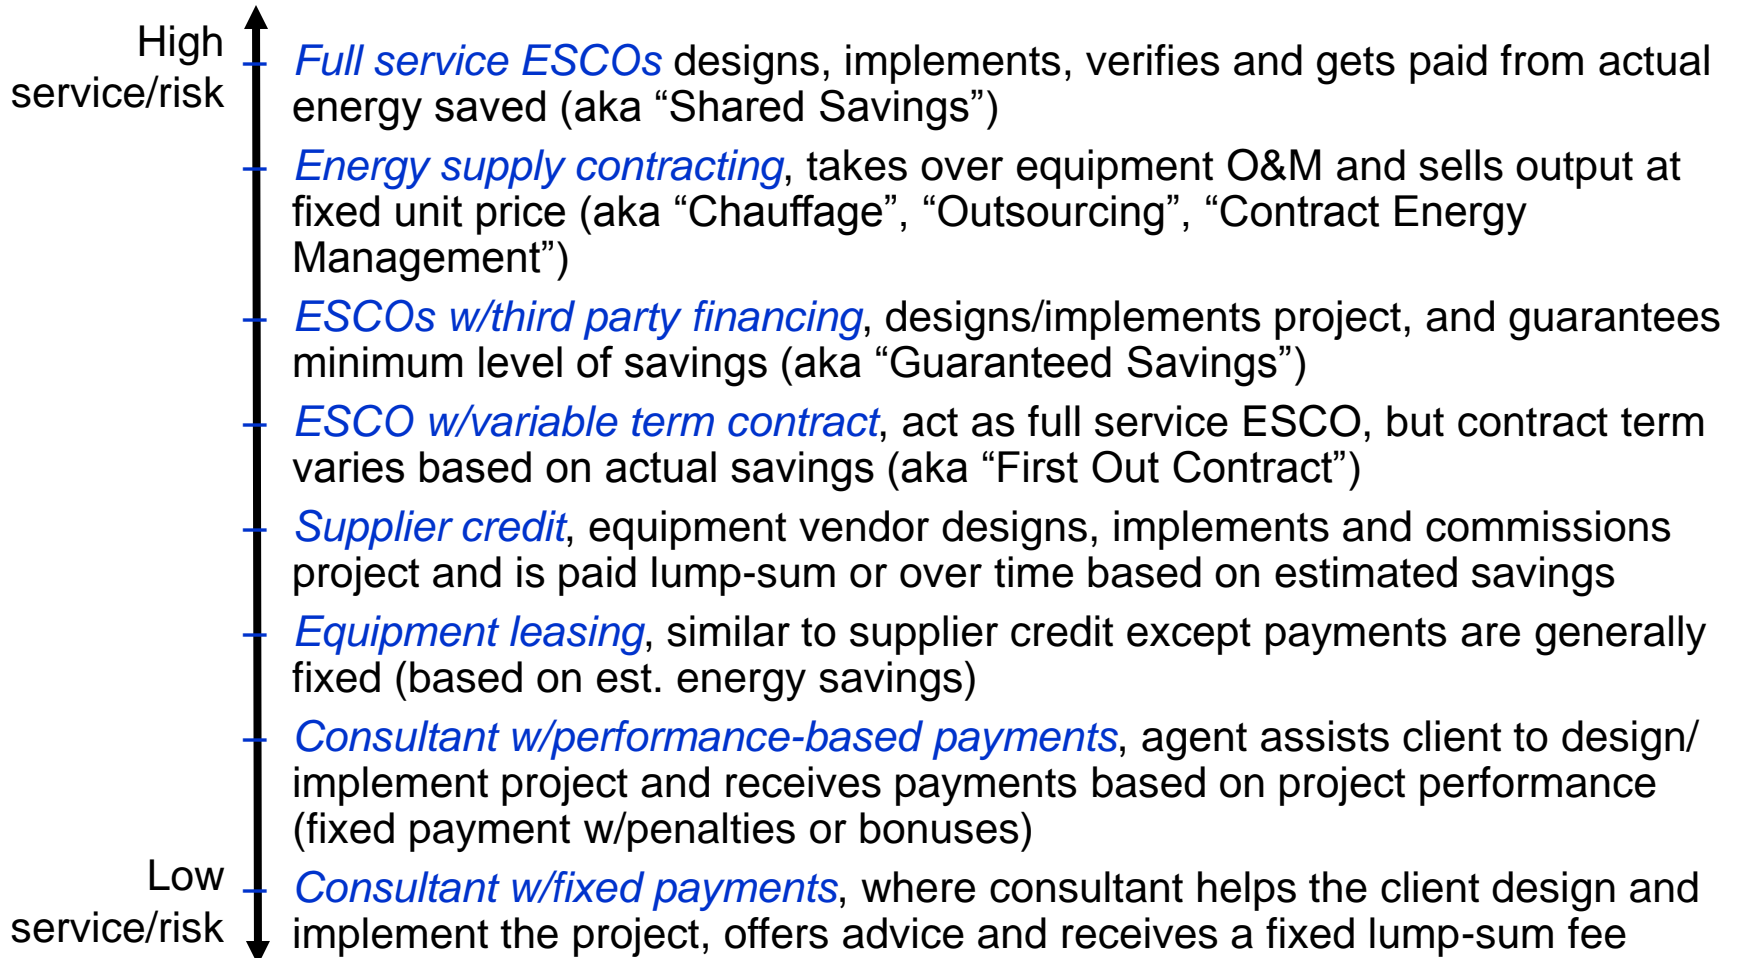 High
service/risk
Full service ESCOs designs, implements, verifies and gets paid from actual
energy saved (aka “Shared Savings”)
Energy supply contracting, takes over equipment O&M and sells output at
fixed unit price (aka “Chauffage”, “Outsourcing”, “Contract Energy
Management”)
ESCOs w/third party financing, designs/implements project, and guarantees
minimum level of savings (aka “Guaranteed Savings”)
ESCO w/variable term contract, act as full service ESCO, but contract term
varies based on actual savings (aka “First Out Contract”)
Supplier credit, equipment vendor designs, implements and commissions
project and is paid lump-sum or over time based on estimated savings
Equipment leasing, similar to supplier credit except payments are generally
fixed (based on est. energy savings)
Consultant w/performance-based payments, agent assists client to design/
implement project and receives payments based on project performance
(fixed payment w/penalties or bonuses)
Low
service/risk
Consultant w/fixed payments, where consultant helps the client design and
implement the project, offers advice and receives a fixed lump-sum fee